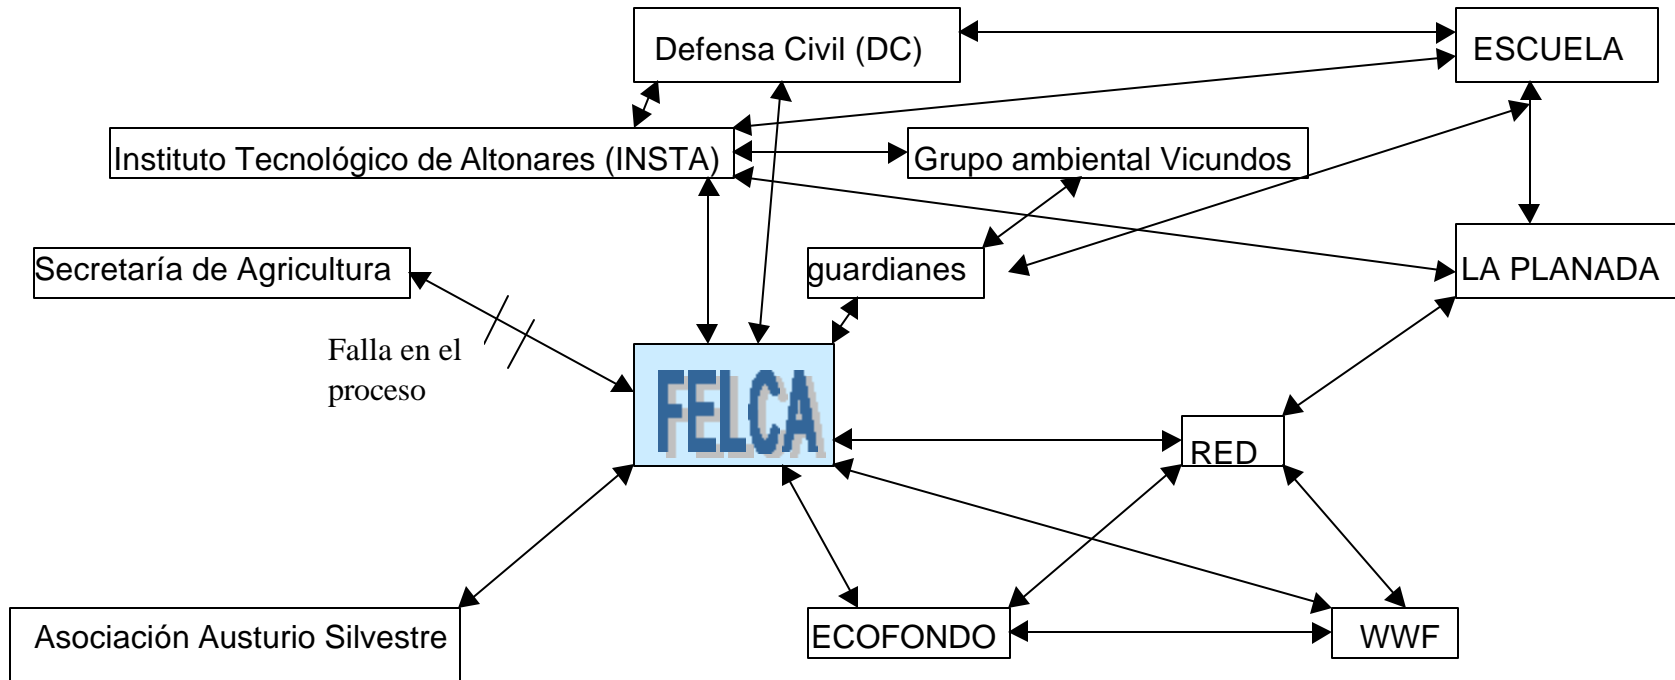 Defensa Civil (DC)
ESCUELA
Instituto Tecnológico de Altonares (INSTA)
Grupo ambiental Vicundos
Secretaría de Agricultura
guardianes
LA PLANADA
Falla en el
proceso
FELCA
RED
Asociación Austurio Silvestre
ECOFONDO
WWF